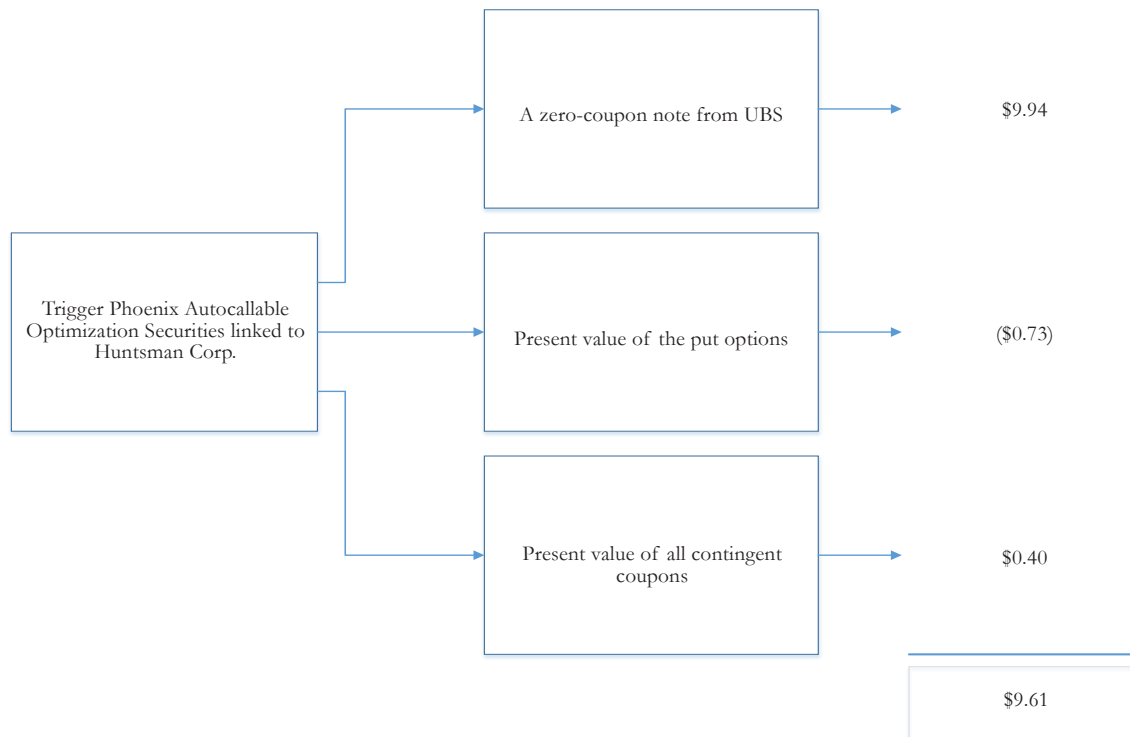 A zero-coupon note from UBS
$9.94
Trigger Phoenix Autocallable
Optimization Securities linked to
Huntsman Corp.
Present value of the put options
($0.73)
Present value of all contingent
coupons
$0.40
$9.61